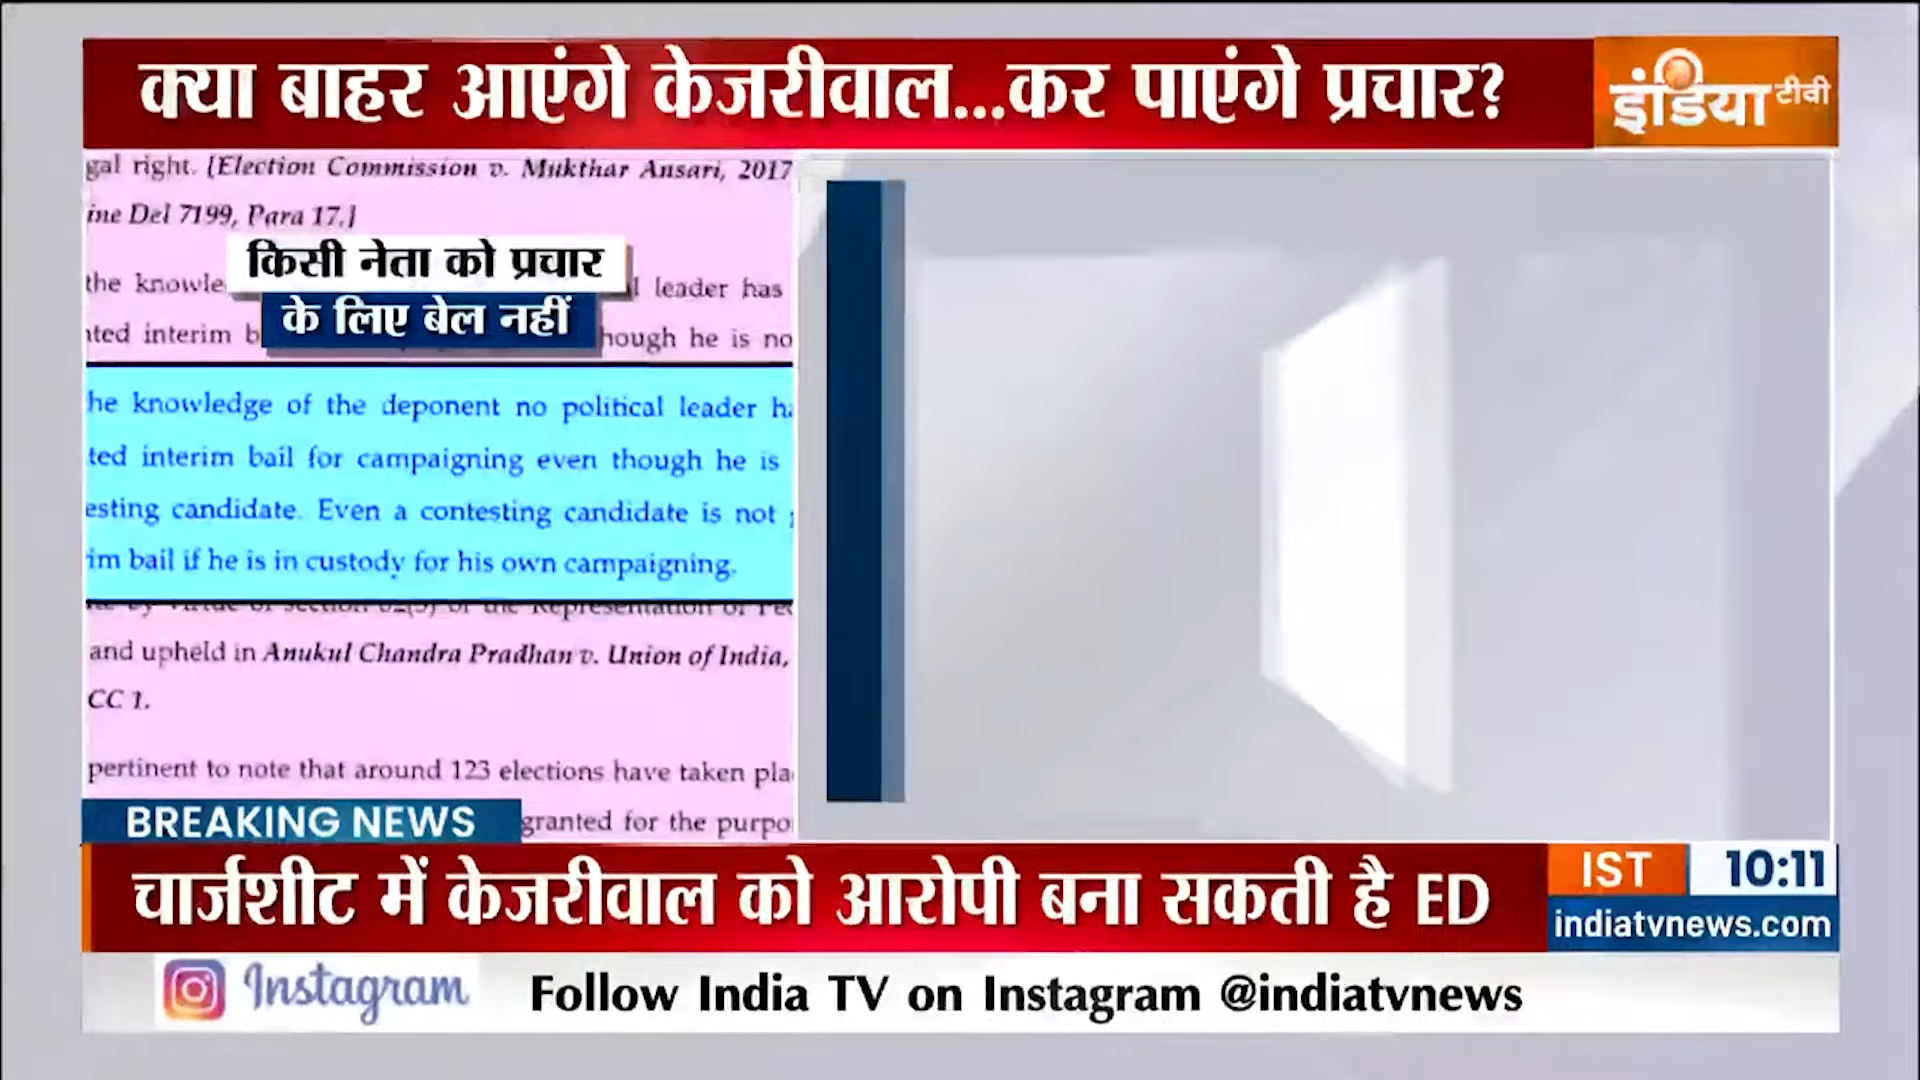 क्या बाहर आएंगे केजरीवाल...कर पाएंगे प्रचार?
इंडिया टीवी
gal right. [Election Commission v. Mukthar Ansari, 2017
ine Del 7199, Para 17.]
किसी नेता को प्रचार
the knowle leader has
के लिए बेल नहीं
ted interim b hough he is no
he knowledge of the deponent no political leader ha
ted interim bail for campaigning even though he is
esting candidate. Even a contesting candidate is not
im bail if he is in custody for his own campaigning.
and upheld in Anukul Chandra Pradhan v. Union of India,
CC 1.
pertinent to note that around 123 elections have taken pla
BREAKING NEWS
granted for the purpo
चार्जशीट में केजरीवाल को आरोपी बना सकती है ED
IST 10:11
indiatvnews.com
Instagram
Follow India TV on Instagram @indiatvnews